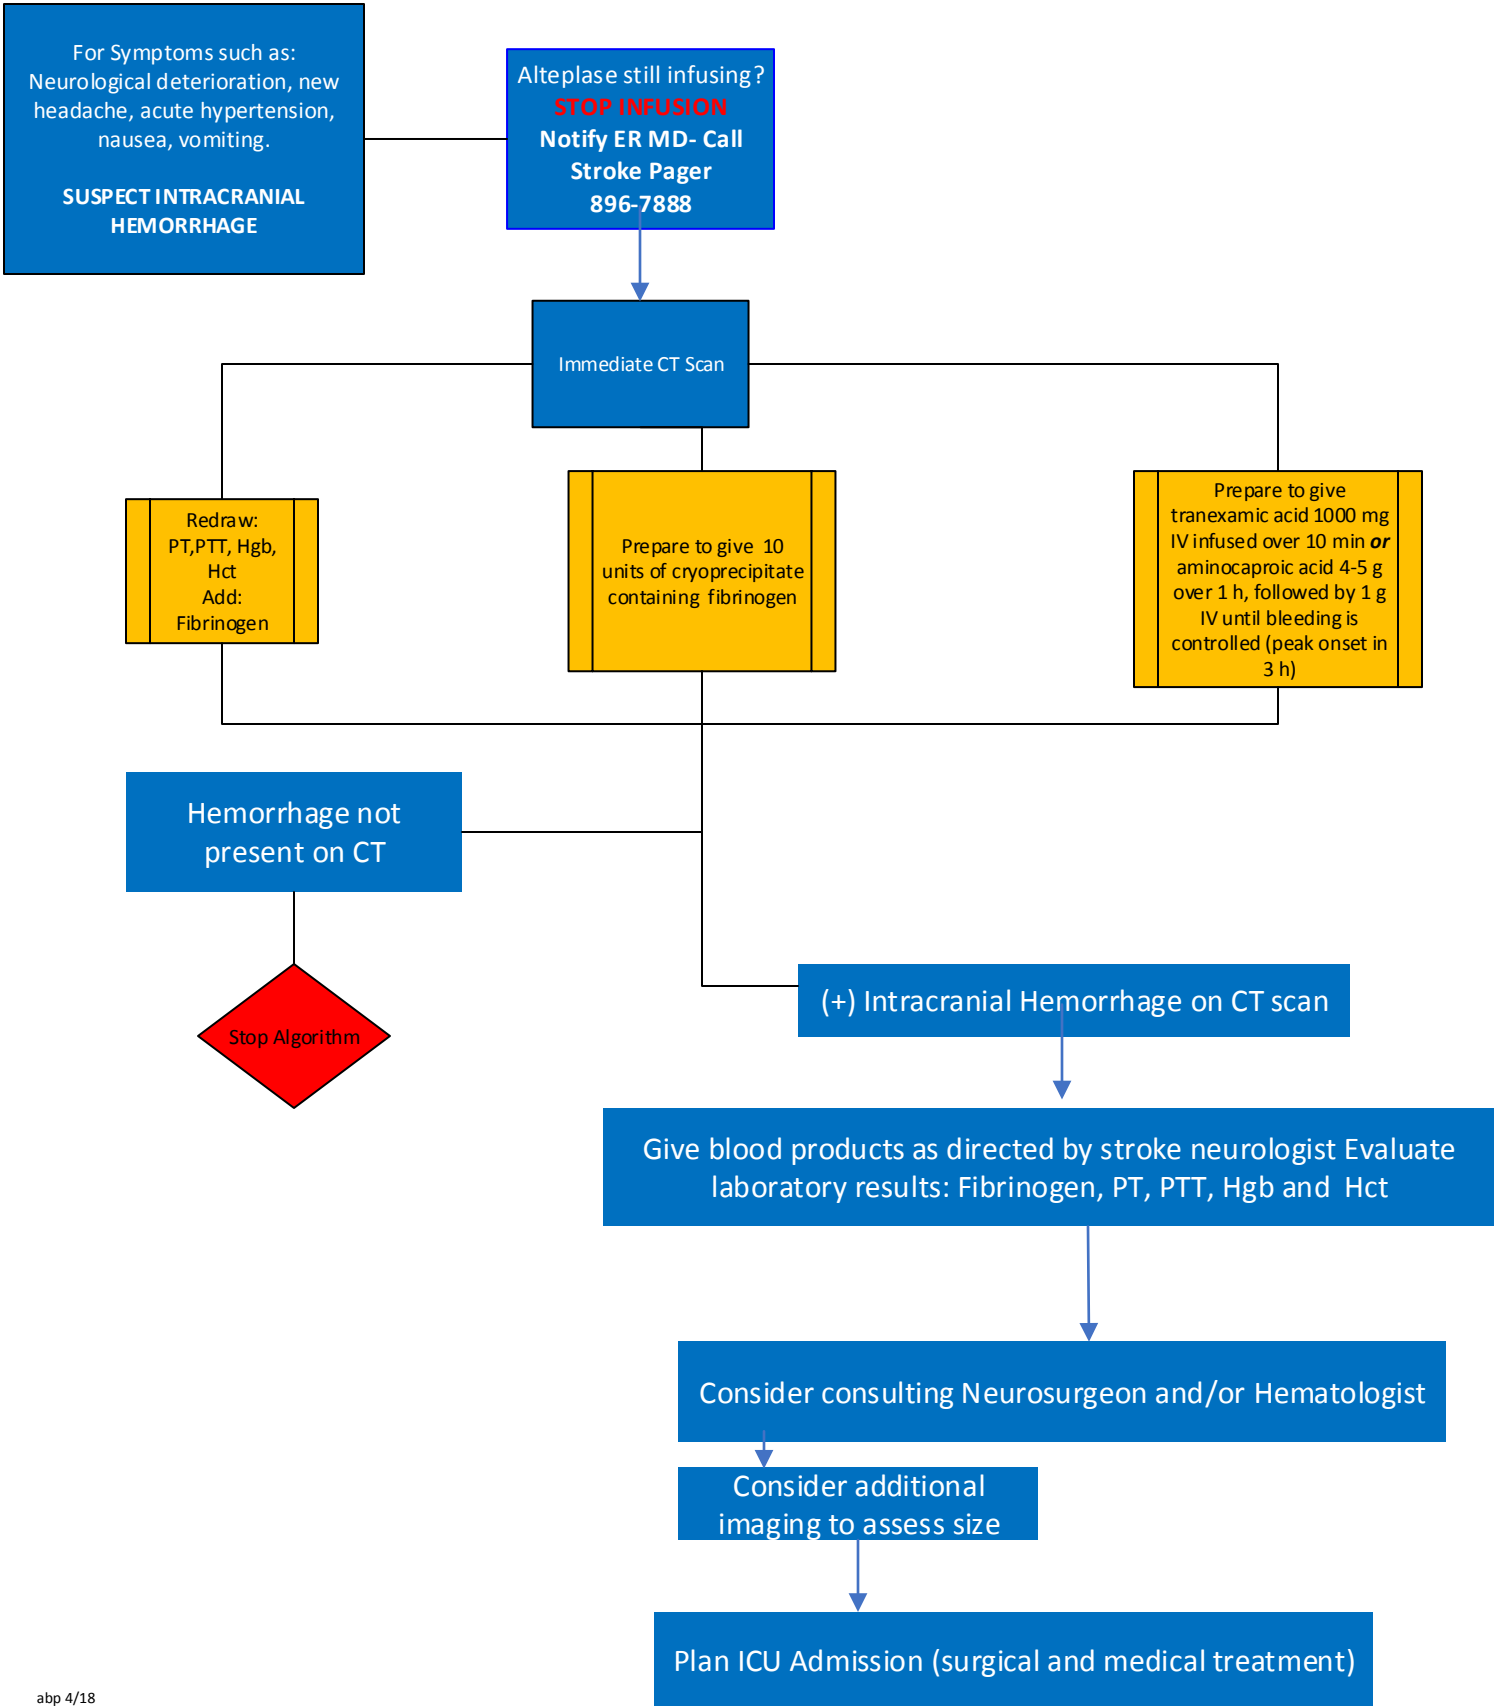 For Symptoms such as:
Neurological deterioration, new
headache, acute hypertension,
nausea, vomiting.
SUSPECT INTRACRANIAL
HEMORRHAGE
Alteplase still infusing?
STOP INFUSION
Notify ER MD- Call
Stroke Pager
896-7888
Immediate CT Scan
Redraw:
PT,PTT, Hgb,
Hct
Add:
Fibrinogen
Prepare to give 10
units of cryoprecipitate
containing fibrinogen
Prepare to give
tranexamic acid 1000 mg
IV infused over 10 min or
aminocaproic acid 4-5 g
over 1 h, followed by 1 g
IV until bleeding is
controlled (peak onset in
3 h)
Hemorrhage not
present on CT
Stop Algorithm
(+) Intracranial Hemorrhage on CT scan
Give blood products as directed by stroke neurologist Evaluate
laboratory results: Fibrinogen, PT, PTT, Hgb and Hct
Consider consulting Neurosurgeon and/or Hematologist
Consider additional
imaging to assess size
Plan ICU Admission (surgical and medical treatment)
abp 4/18